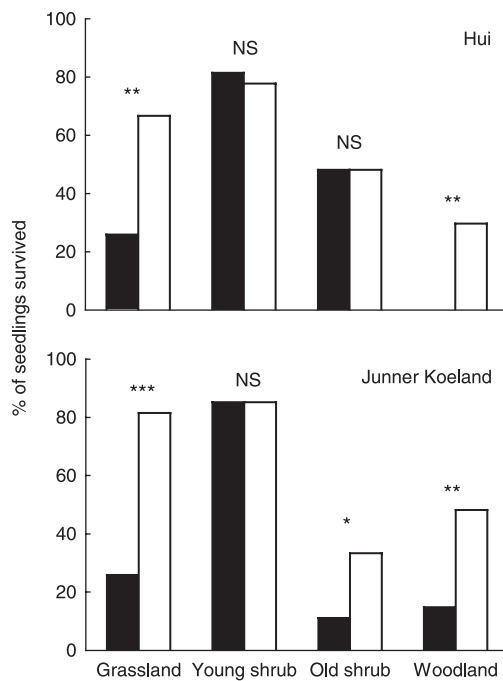 100
80
60
40
20
0
Hui
**
NS
NS
**
% of seedlings survived
100
80
60
40
20
0
Junner Koeland
***
NS
*
**
Grassland Young shrub Old shrub Woodland